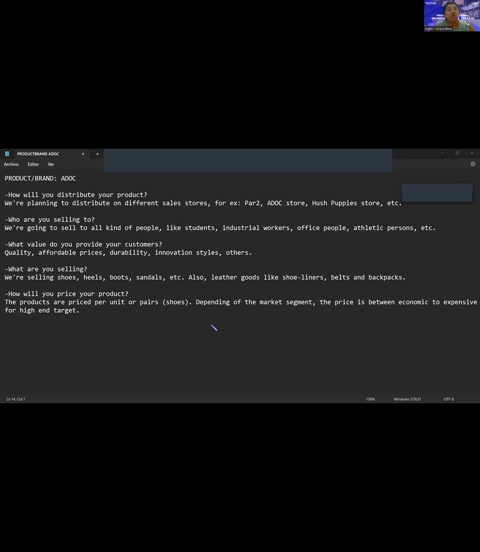 PRODUCTBRAND ADOC
Archivo Editar Ver
PRODUCT/BRAND: ADOC
-How will you distribute your product?
We're planning to distribute on different sales stores, for ex: Par2, ADOC store, Hush Puppies store, etc.
-Who are you selling to?
We're going to sell to all kind of people, like students, industrial workers, office people, athletic persons, etc.
-What value do you provide your customers?
Quality, affordable prices, durability, innovation styles, others.
-What are you selling?
We're selling shoes, heels, boots, sandals, etc. Also, leather goods like shoe-liners, belts and backpacks.
-How will you price your product?
The products are priced per unit or pairs (shoes). Depending of the market segment, the price is between economic to expensive
for high end target.
Ln 14, Col 1 150% Windows (CRLF) UTF-8